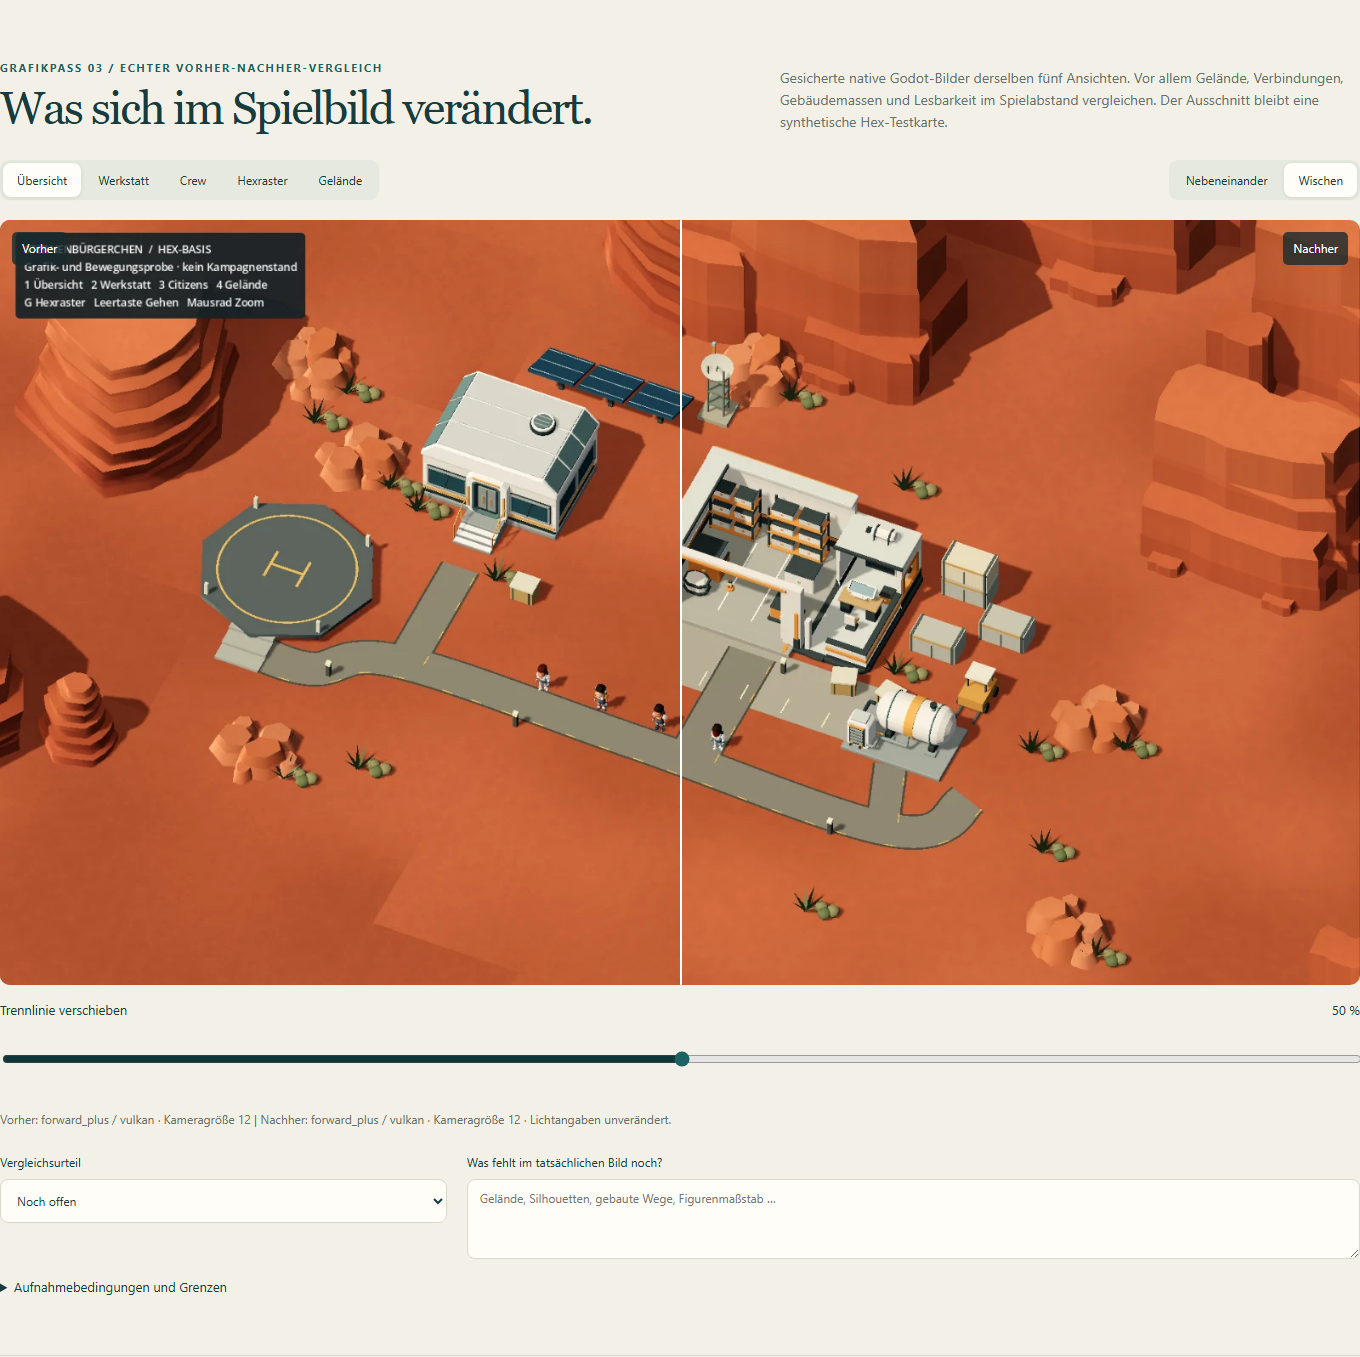 GRAFIKPASS 03 / ECHTER VORHER-NACHHER-VERGLEICH
Was sich im Spielbild verändert.
Gesicherte native Godot-Bilder derselben fünf Ansichten. Vor allem Gelände, Verbindungen,
Gebäudemassen und Lesbarkeit im Spielabstand vergleichen. Der Ausschnitt bleibt eine
synthetische Hex-Testkarte.
Übersicht Werkstatt Crew Hexraster Gelände
Nebeneinander Wischen
Vorher
NBÜRGERCHEN / HEX-BASIS
Nachher
Grafik- und Bewegungsprobe · kein Kampagnenstand
1 Übersicht 2 Werkstatt 3 Citizens 4 Gelände
G Hexraster Leertaste Gehen Mausrad Zoom
H
Trennlinie verschieben
50 %
Vorher: forward_plus / vulkan · Kameragröße 12 | Nachher: forward_plus / vulkan · Kameragröße 12 · Lichtangaben unverändert.
Vergleichsurteil
Was fehlt im tatsächlichen Bild noch?
Noch offen
Gelände, Silhouetten, gebaute Wege, Figurenmaßstab ...
Aufnahmebedingungen und Grenzen